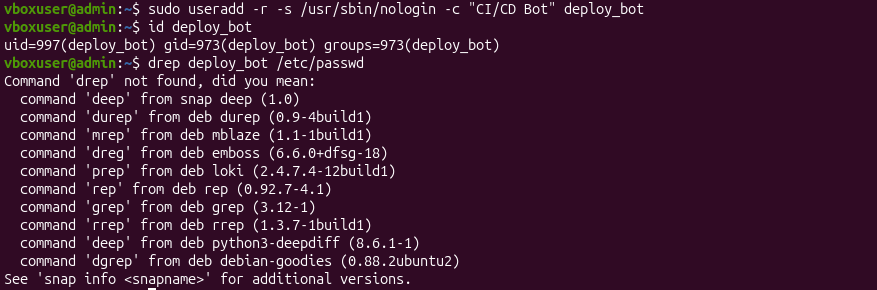 vboxuser@admin:~$ sudo useradd -r -s /usr/sbin/nologin -c "CI/CD Bot" deploy_bot
vboxuser@admin:~$ id deploy_bot
uid=997(deploy_bot) gid=973(deploy_bot) groups=973(deploy_bot)
vboxuser@admin:~$ drep deploy_bot /etc/passwd
Command 'drep' not found, did you mean:
  command 'deep' from snap deep (1.0)
  command 'durep' from deb durep (0.9-4build1)
  command 'mrep' from deb mblaze (1.1-1build1)
  command 'dreg' from deb emboss (6.6.0+dfsg-18)
  command 'prep' from deb loki (2.4.7.4-12build1)
  command 'rep' from deb rep (0.92.7-4.1)
  command 'grep' from deb grep (3.12-1)
  command 'rrep' from deb rrep (1.3.7-1build1)
  command 'deep' from deb python3-deepdiff (8.6.1-1)
  command 'dgrep' from deb debian-goodies (0.88.2ubuntu2)
See 'snap info <snapname>' for additional versions.